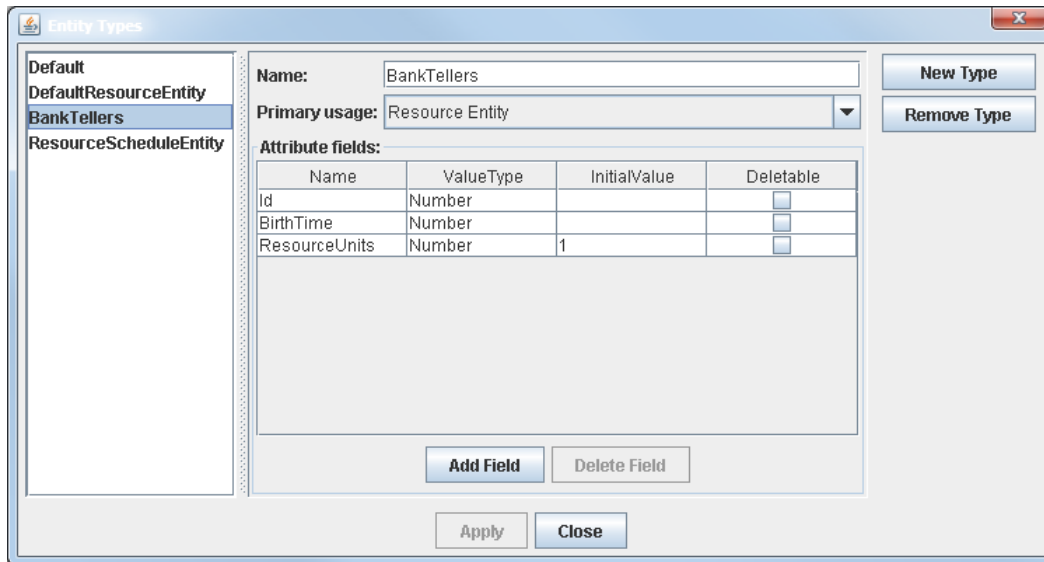 Entity Types
Default
DefaultResourceEntity
BankTellers
ResourceScheduleEntity
Name: BankTellers
Primary usage: Resource Entity
Attribute fields:
Name ValueType InitialValue Deletable
Id Number
BirthTime Number
ResourceUnits Number 1
Add Field Delete Field
New Type
Remove Type
Apply Close